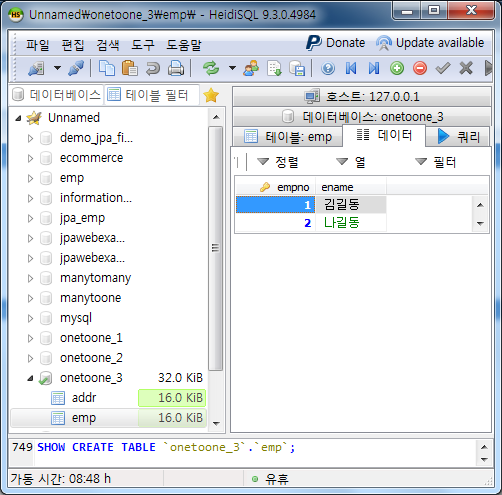 Unnamed\onetoone_3\emp\ - HeidiSQL 9.3.0.4984
파일 편집 검색 도구 도움말 Donate Update available
데이터베이스 테이블 필터
호스트: 127.0.0.1
데이터베이스: onetoone_3
테이블: emp 데이터 쿼리
정렬 열 필터
empno ename
1 김길동
2 나길동
Unnamed
demo_jpa_fi...
ecommerce
emp
information...
jpa_emp
jpawebexa...
jpawebexa...
manytomany
manytoone
mysql
onetoone_1
onetoone_2
onetoone_3 32.0 KiB
addr 16.0 KiB
emp 16.0 KiB
749 SHOW CREATE TABLE `onetoone_3`.`emp`;
가동 시간: 08:48 h 유휴